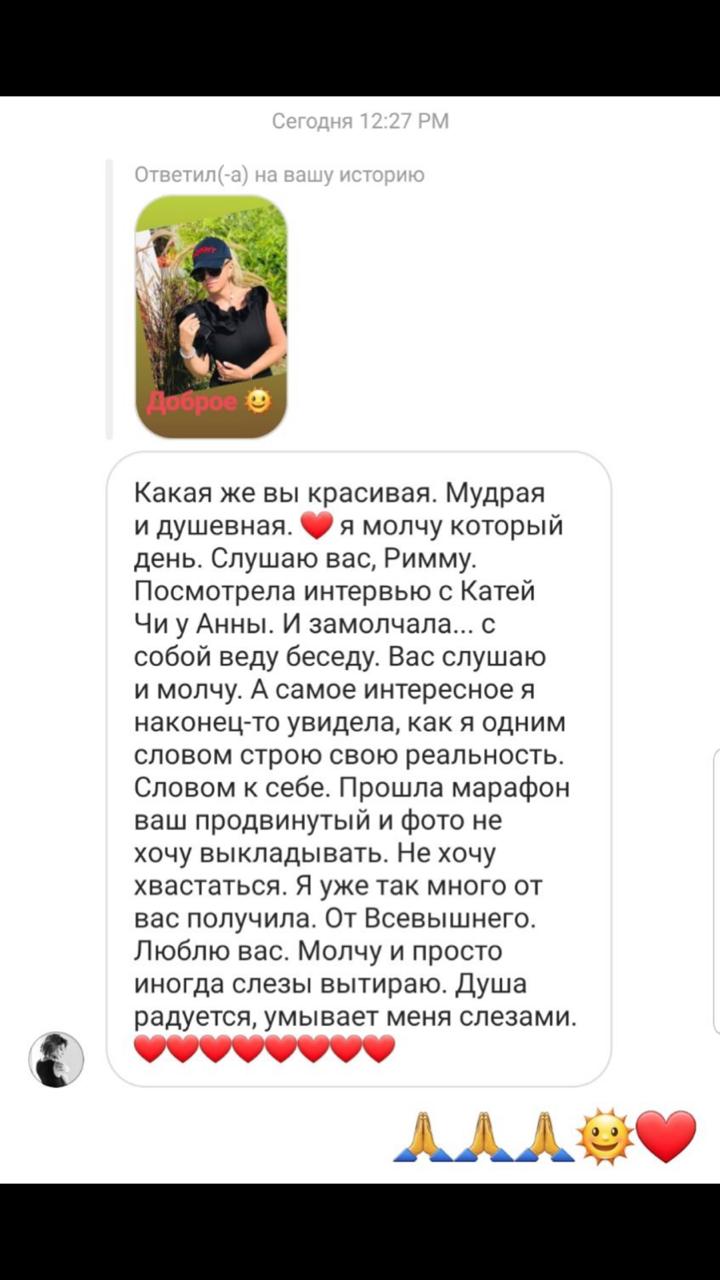 Сегодня 12:27 PM
Ответил(-а) на вашу историю
Доброе 🌞
Какая же вы красивая. Мудрая
и душевная. ❤️ я молчу который
день. Слушаю вас, Римму.
Посмотрела интервью с Катей
Чи у Анны. И замолчала... с
собой веду беседу. Вас слушаю
и молчу. А самое интересное я
наконец-то увидела, как я одним
словом строю свою реальность.
Словом к себе. Прошла марафон
ваш продвинутый и фото не
хочу выкладывать. Не хочу
хвастаться. Я уже так много от
вас получила. От Всевышнего.
Люблю вас. Молчу и просто
иногда слезы вытираю. Душа
радуется, умывает меня слезами.
❤️❤️❤️❤️❤️❤️❤️❤️
🙏🙏🙏🌞❤️